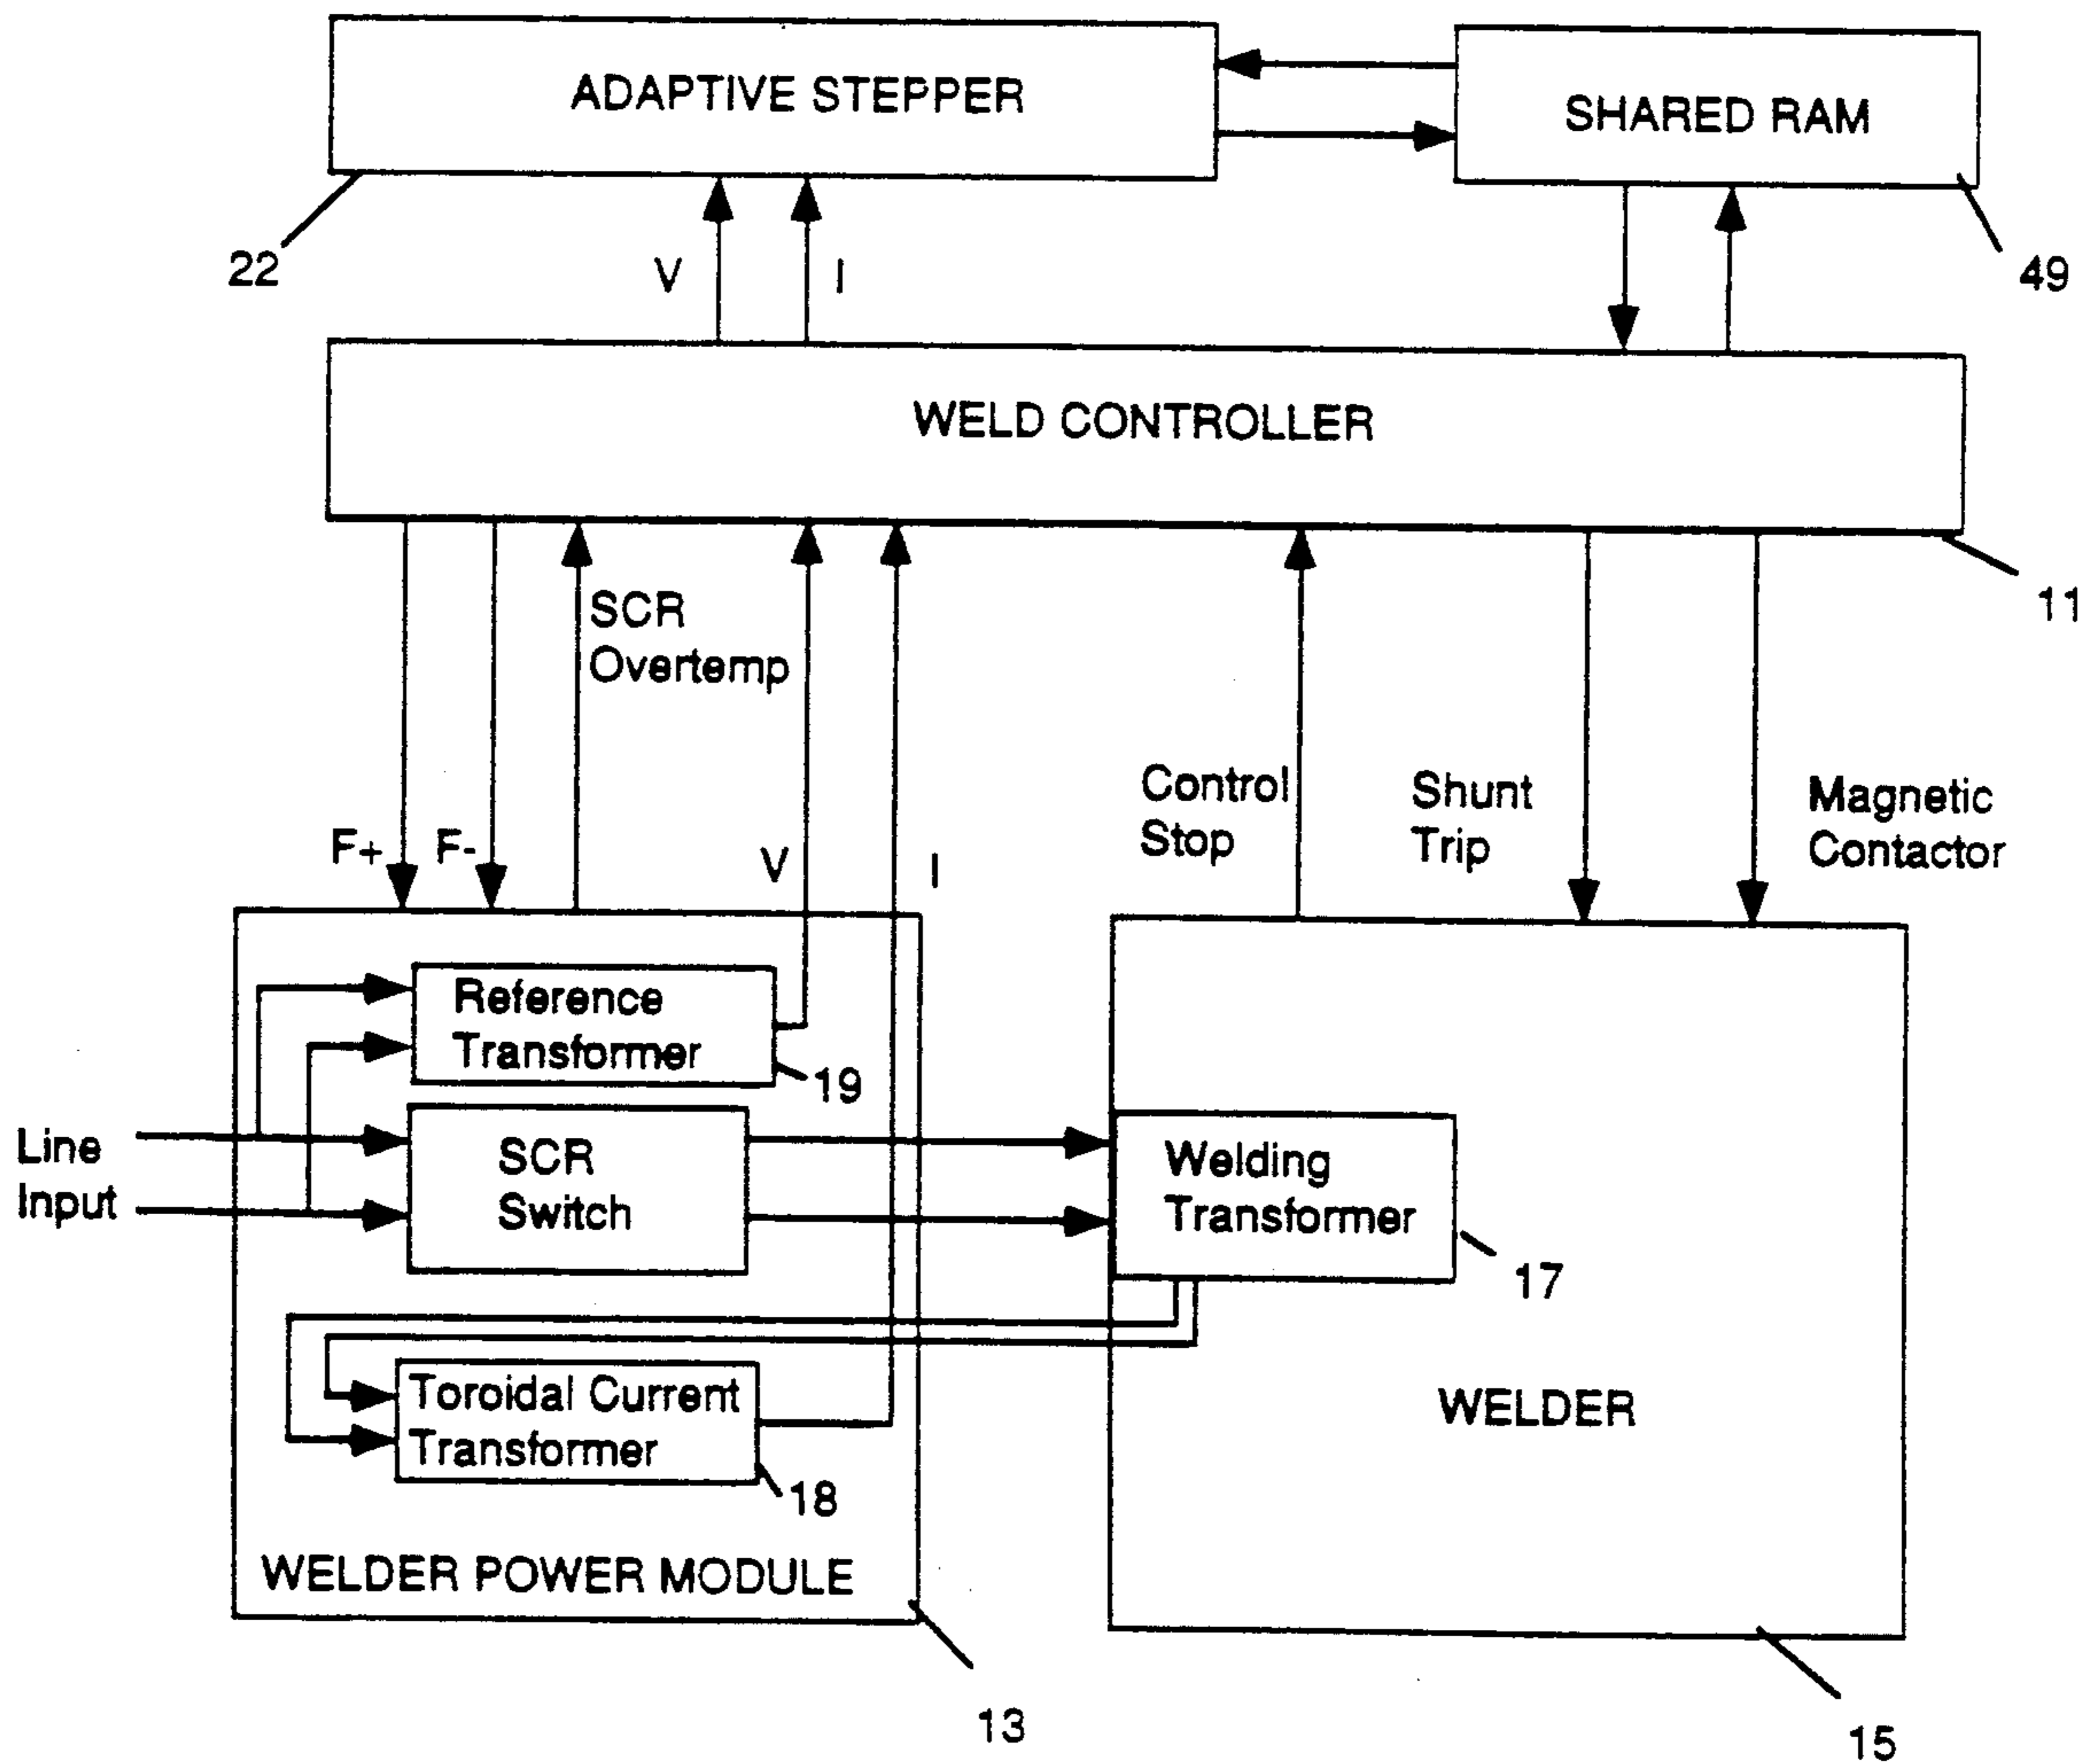 ADAPTIVE STEPPER
SHARED RAM
22
V
I
49
WELD CONTROLLER
11
SCR
Overtemp
F+
F-
V
I
Control
Stop
Shunt
Trip
Magnetic
Contactor
Reference
Transformer
19
Line
Input
SCR
Switch
Welding
Transformer
17
Toroidal Current
Transformer
18
WELDER
WELDER POWER MODULE
13
15